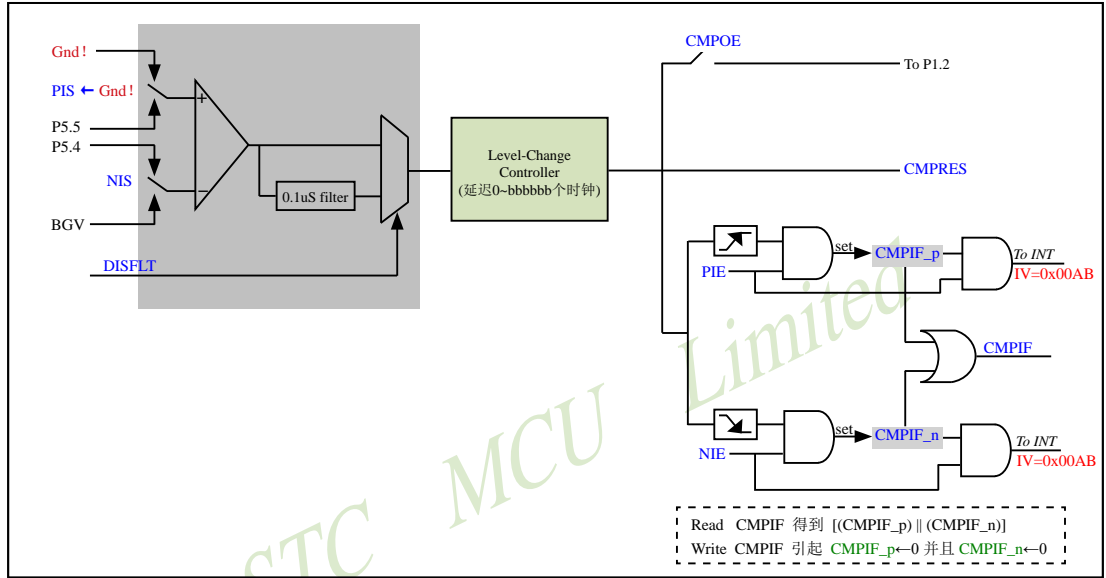 Gnd!
CMPOE
To P1.2
PIS ← Gnd!
+
P5.5
P5.4
NIS
−
0.1uS filter
Level-Change
Controller
(延迟0~bbbbbb个时钟)
CMPRES
BGV
DISFLT
set
CMPIF_p
To INT
IV=0x00AB
PIE
CMPIF
set
CMPIF_n
To INT
IV=0x00AB
NIE
STC MCU Limited
Read CMPIF 得到 [(CMPIF_p) || (CMPIF_n)]
Write CMPIF 引起 CMPIF_p←0 并且 CMPIF_n←0